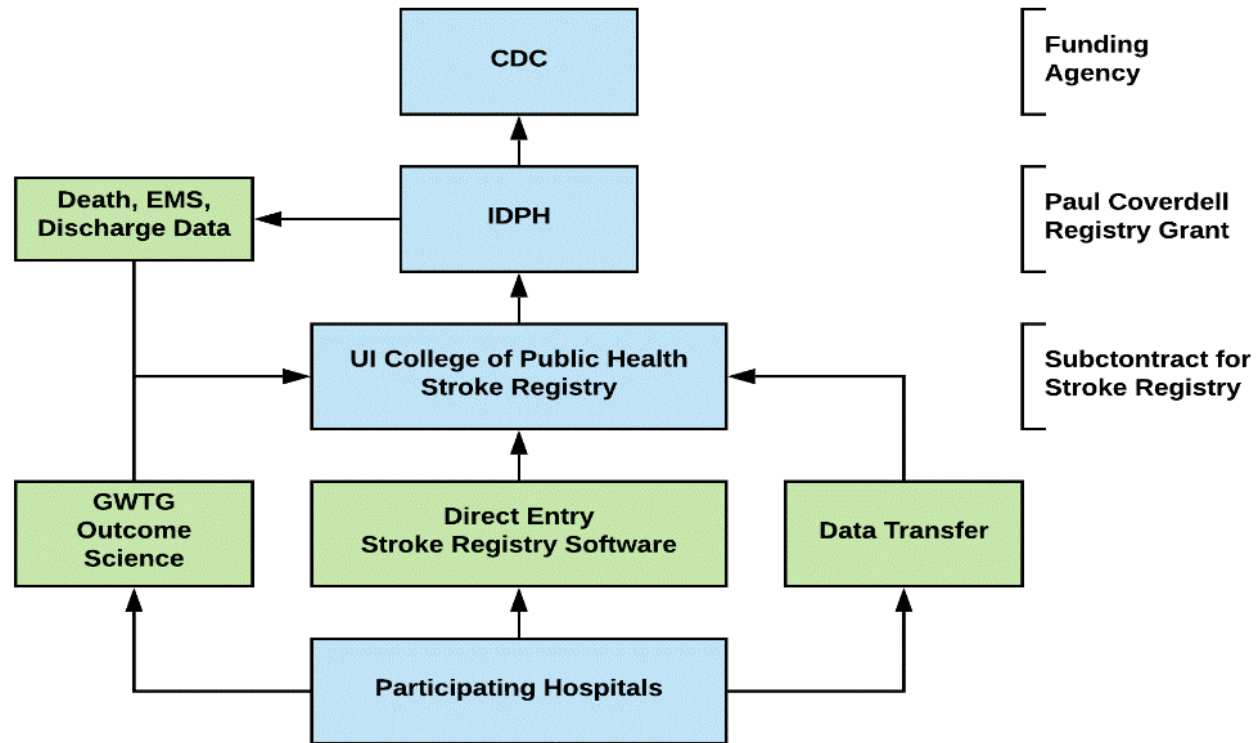 CDC
Funding
Agency
Death, EMS,
Discharge Data
IDPH
Paul Coverdell
Registry Grant
UI College of Public Health
Stroke Registry
Subctontract for
Stroke Registry
GWTG
Outcome
Science
Direct Entry
Stroke Registry Software
Data Transfer
Participating Hospitals